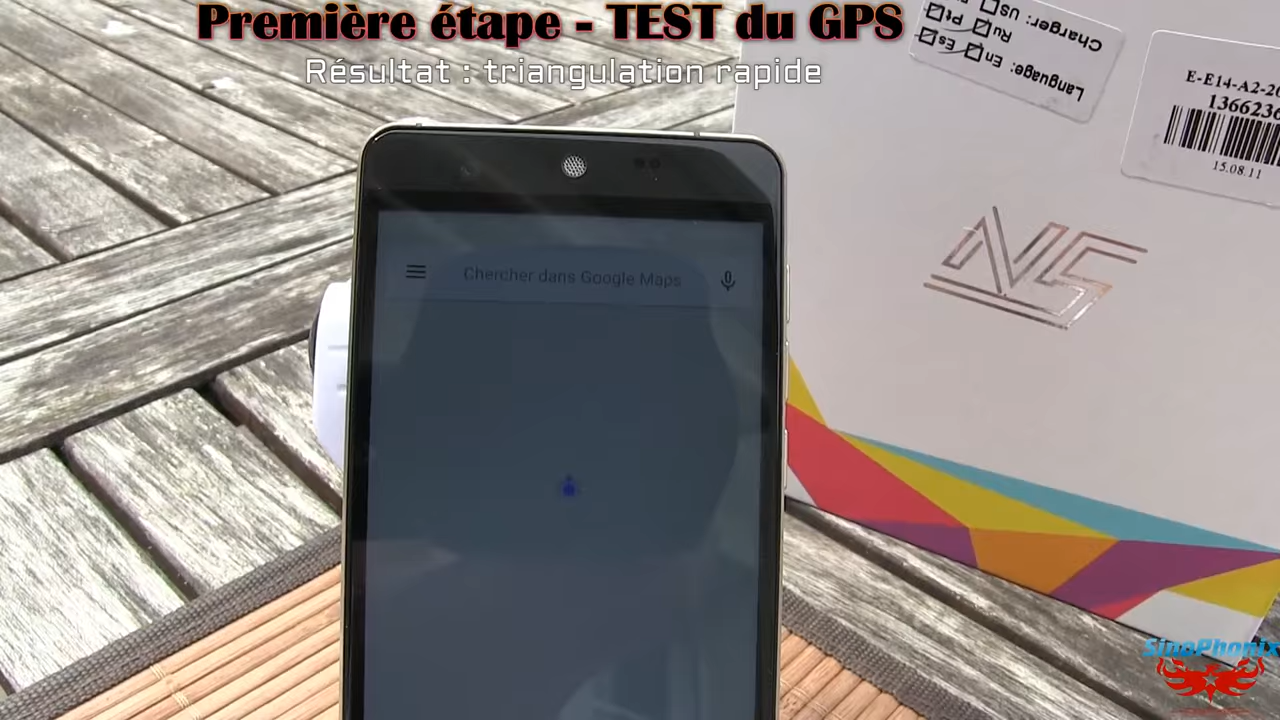 Première étape - TEST du GPS
Résultat : triangulation rapide
Chercher dans Google Maps
Language: En Es
Ru Pt
Charger: US
E-E14-A2-20
1366236
15.08.11
N5
SinoPhonix